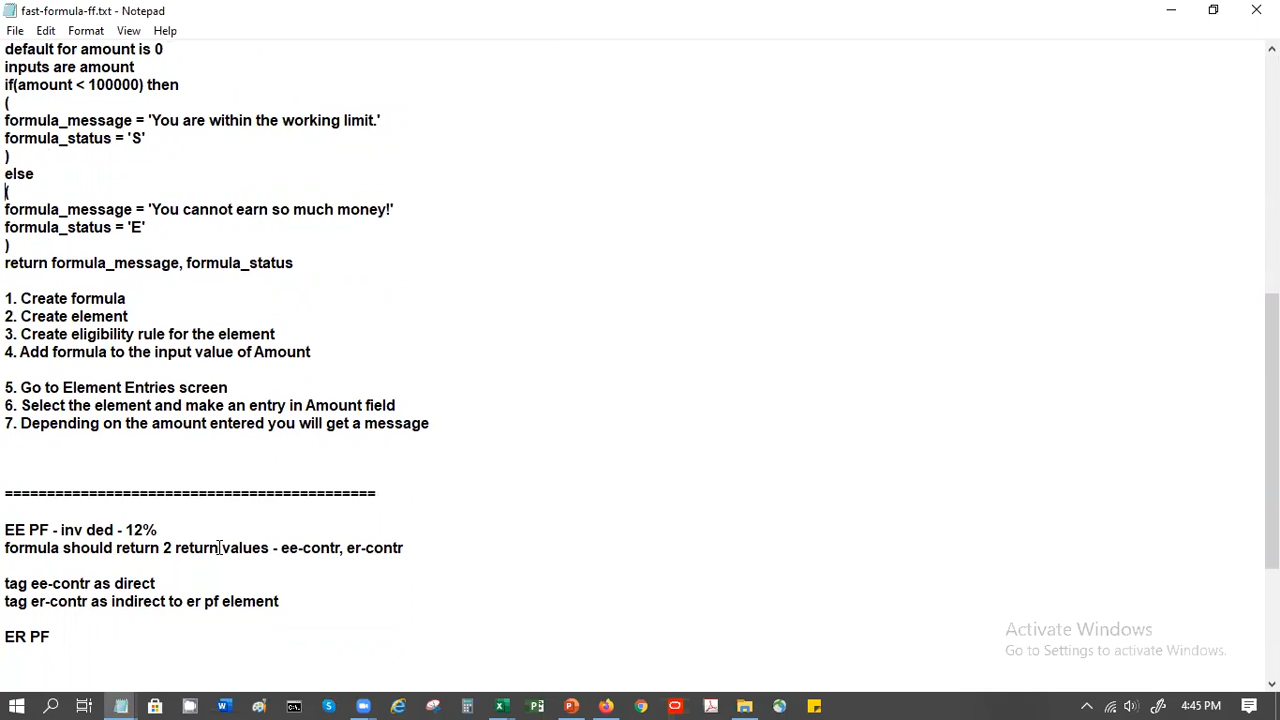 fast-formula-ff.txt - Notepad
File Edit Format View Help
default for amount is 0
inputs are amount
if(amount < 100000) then
(
formula_message = 'You are within the working limit.'
formula_status = 'S'
)
else
(
formula_message = 'You cannot earn so much money!'
formula_status = 'E'
)
return formula_message, formula_status
1. Create formula
2. Create element
3. Create eligibility rule for the element
4. Add formula to the input value of Amount
5. Go to Element Entries screen
6. Select the element and make an entry in Amount field
7. Depending on the amount entered you will get a message
==========================================
EE PF - inv ded - 12%
formula should return 2 return values - ee-contr, er-contr
tag ee-contr as direct
tag er-contr as indirect to er pf element
ER PF
Activate Windows
Go to Settings to activate Windows.
4:45 PM